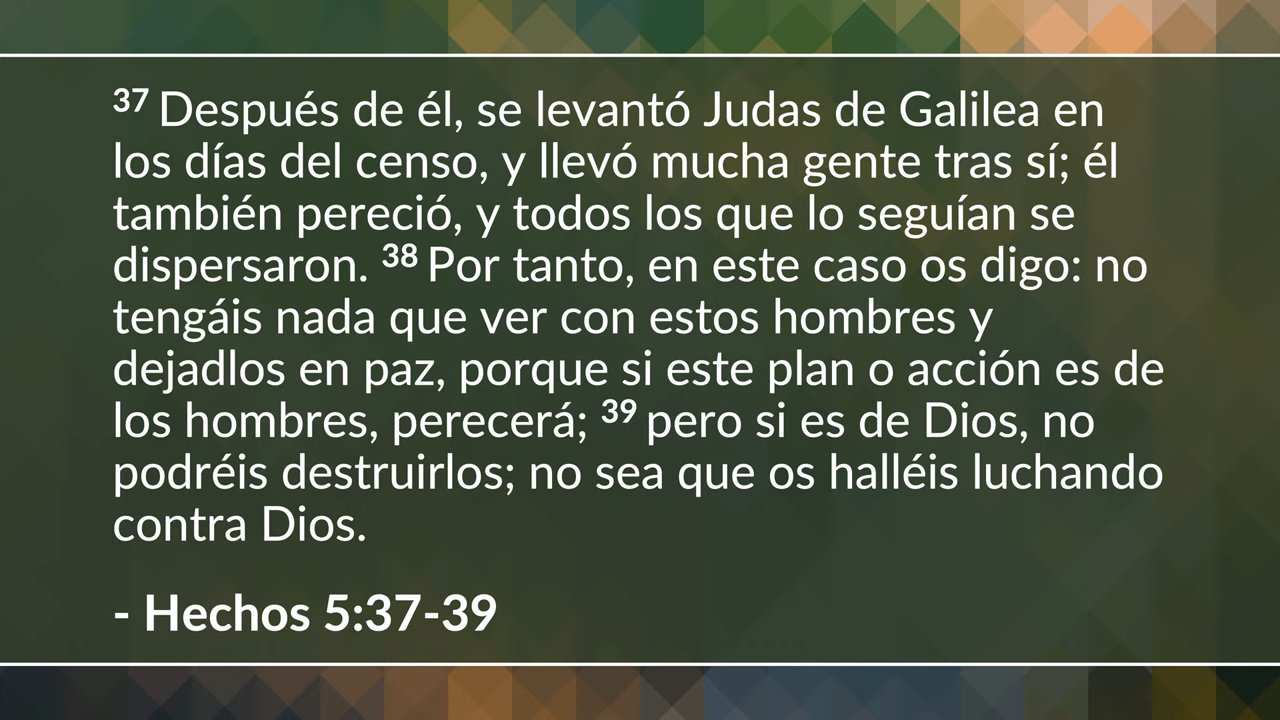 37 Después de él, se levantó Judas de Galilea en
los días del censo, y llevó mucha gente tras sí; él
también pereció, y todos los que lo seguían se
dispersaron. 38 Por tanto, en este caso os digo: no
tengáis nada que ver con estos hombres y
dejadlos en paz, porque si este plan o acción es de
los hombres, perecerá; 39 pero si es de Dios, no
podréis destruirlos; no sea que os halléis luchando
contra Dios.
- Hechos 5:37-39